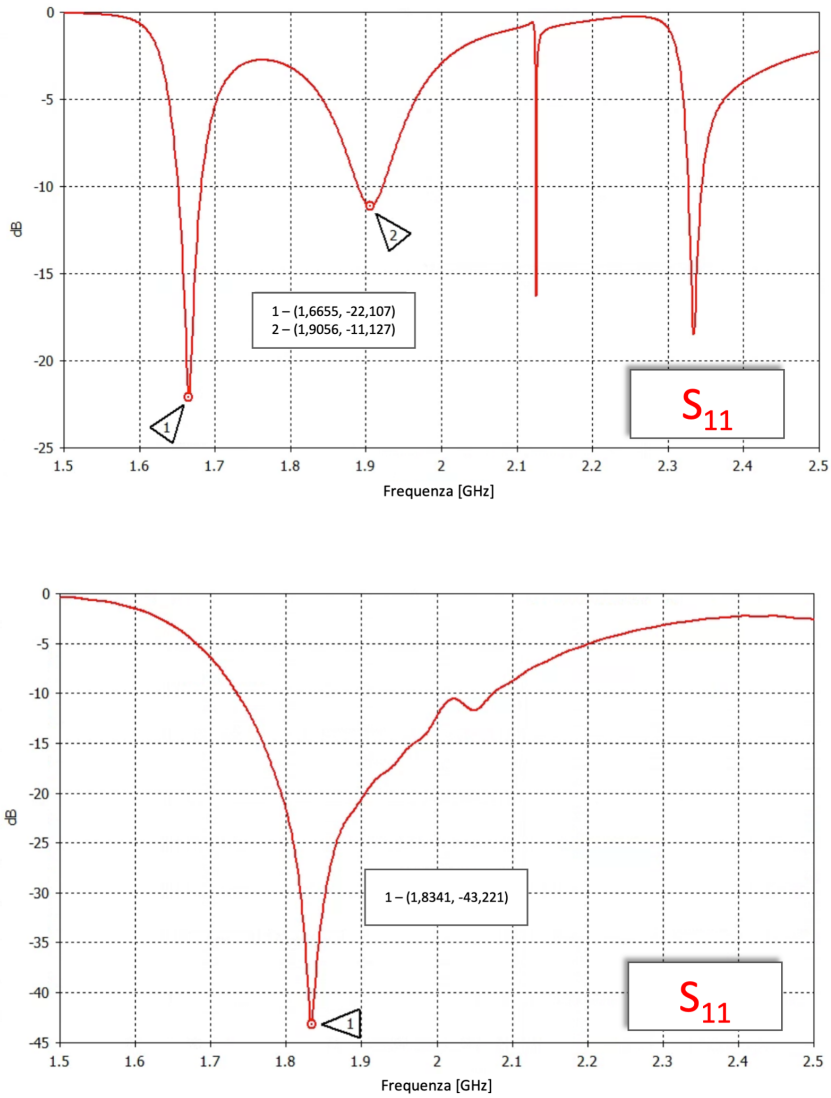 0
-5
-10
-15
-20
-25
dB
1
2
1 – (1,6655, -22,107)
2 – (1,9056, -11,127)
S11
1.5 1.6 1.7 1.8 1.9 2 2.1 2.2 2.3 2.4 2.5
Frequenza [GHz]
0
-5
-10
-15
-20
-25
-30
-35
-40
-45
dB
1 – (1,8341, -43,221)
1
S11
1.5 1.6 1.7 1.8 1.9 2 2.1 2.2 2.3 2.4 2.5
Frequenza [GHz]